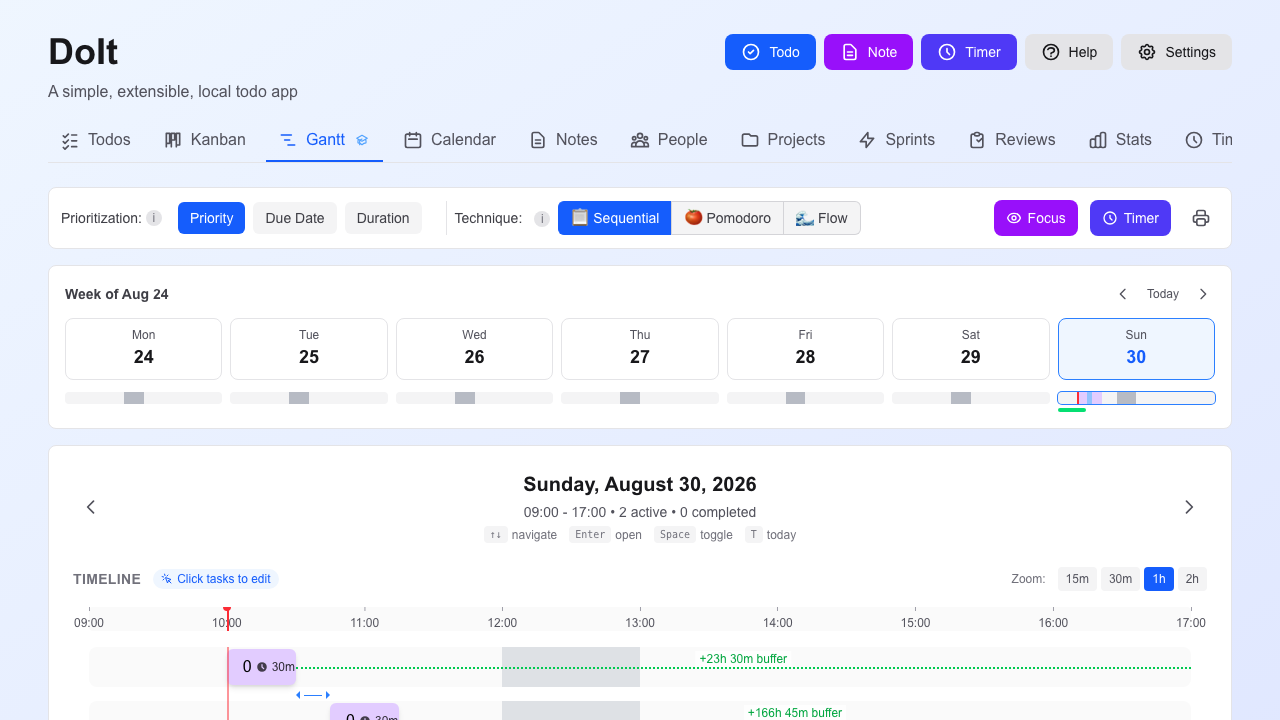 DoIt
Todo
Note
Timer
Help
Settings
A simple, extensible, local todo app
Todos
Kanban
Gantt
Calendar
Notes
People
Projects
Sprints
Reviews
Stats
Tin
Prioritization: i
Priority
Due Date
Duration
Technique: i
Sequential
Pomodoro
Flow
Focus
Timer
Week of Aug 24
Today
Mon
24
Tue
25
Wed
26
Thu
27
Fri
28
Sat
29
Sun
30
Sunday, August 30, 2026
09:00 - 17:00 • 2 active • 0 completed
↑↓ navigate Enter open Space toggle T today
TIMELINE
Click tasks to edit
Zoom: 15m 30m 1h 2h
09:00 10:00 11:00 12:00 13:00 14:00 15:00 16:00 17:00
0 30m
+23h 30m buffer
0 30m
+166h 45m buffer